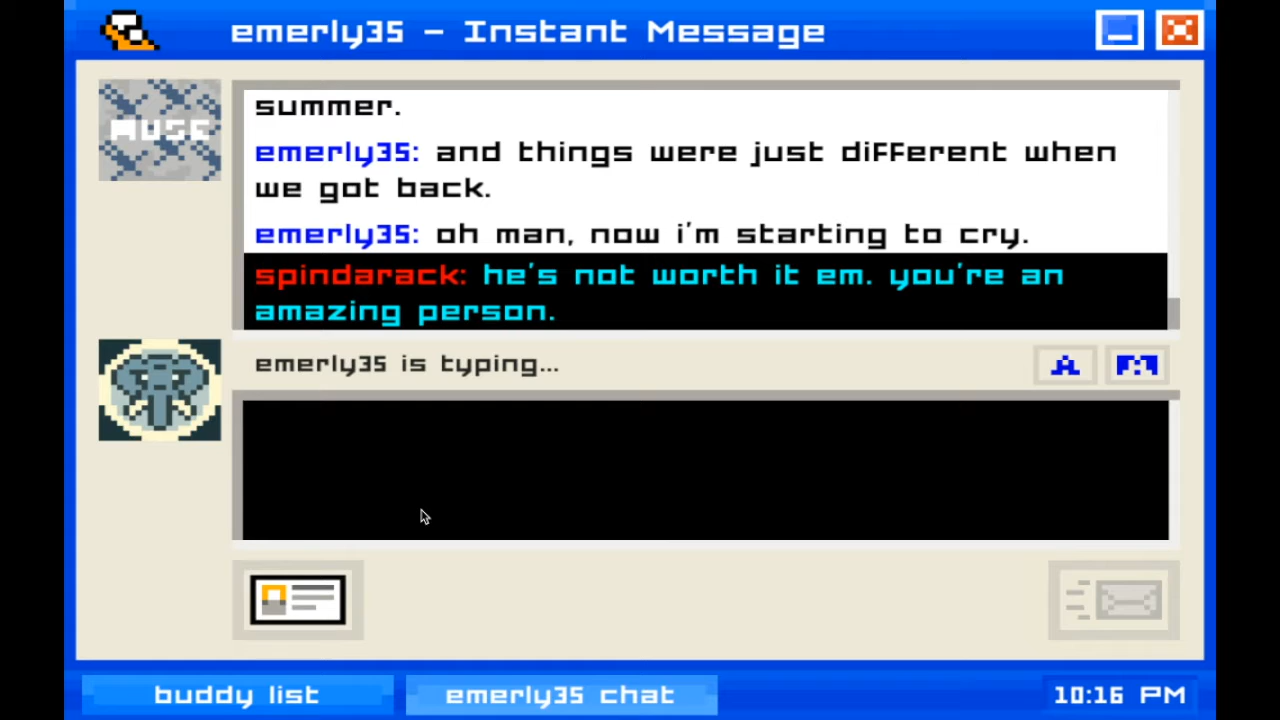 emerly35 - Instant Message
MUSE
summer.
emerly35: and things were just different when
we got back.
emerly35: oh man, now i'm starting to cry.
spindarack: he's not worth it em. you're an
amazing person.
emerly35 is typing...
A
buddy list
emerly35 chat
10:16 PM